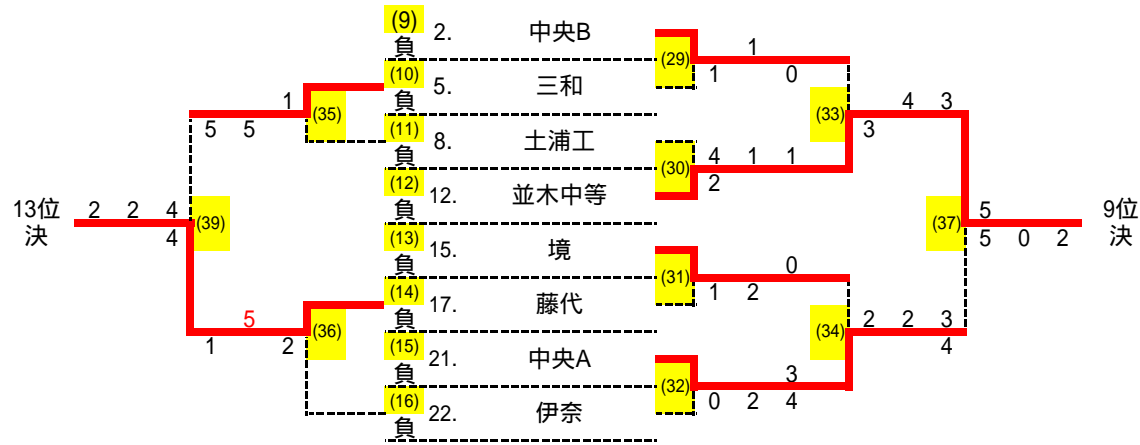 (9)
負 2. 中央B
(10)
負 5. 三和
(11)
負 8. 土浦工
(12)
負 12. 並木中等
(13)
負 15. 境
(14)
負 17. 藤代
(15)
負 21. 中央A
(16)
負 22. 伊奈
(35) 1
5 5
(39)
13位
決
2 2 4
4
(36) 5
1 2
(29) 1
1 0
(30) 4 1 1
2
(31) 0
1 2
(32) 3
0 2 4
(33) 4 3
3
(34) 2 2 3
4
(37) 5
5 0 2
9位
決